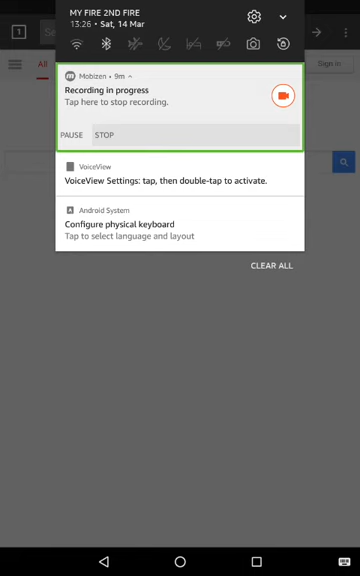 MY FIRE 2ND FIRE
13:26 • Sat, 14 Mar
1
Se
All
Sign In
Mobizen • 9m
Recording in progress
Tap here to stop recording.
PAUSE STOP
VoiceView
VoiceView Settings: tap, then double-tap to activate.
Android System
Configure physical keyboard
Tap to select language and layout
CLEAR ALL